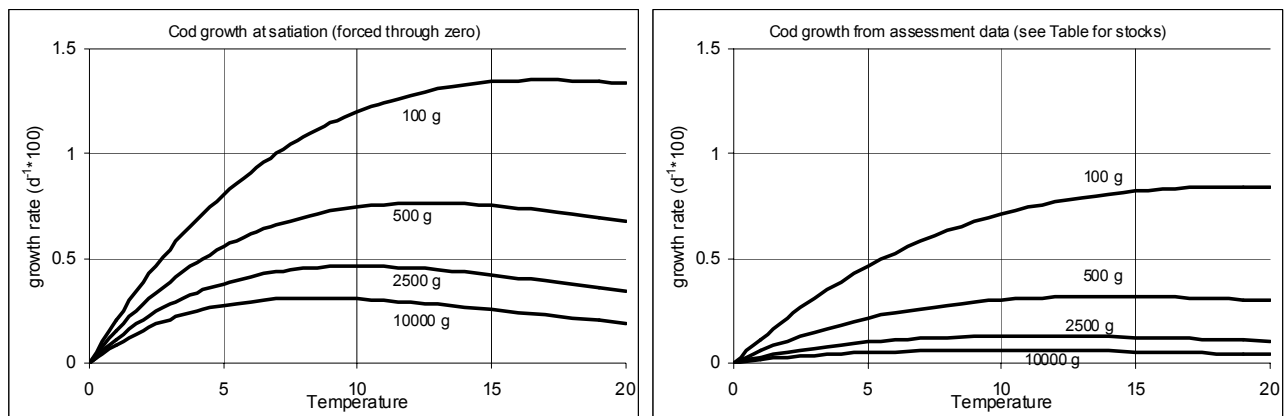 Cod growth at satiation (forced through zero)
1.5
1
0.5
0
growth rate (d⁻¹*100)
100 g
500 g
2500 g
10000 g
0 5 10 15 20
Temperature
Cod growth from assessment data (see Table for stocks)
1.5
1
0.5
0
growth rate (d⁻¹*100)
100 g
500 g
2500 g
10000 g
0 5 10 15 20
Temperature